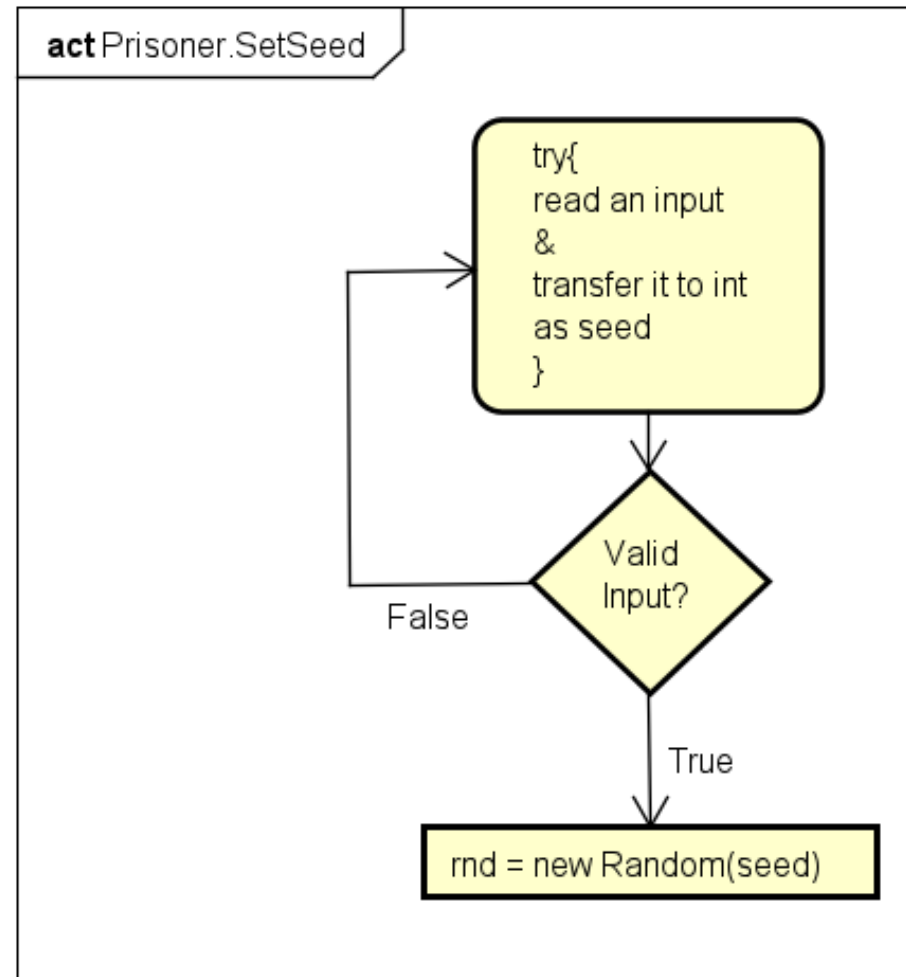 act Prisoner.SetSeed
try{
read an input
&
transfer it to int
as seed
}
Valid
Input?
False
True
rnd = new Random(seed)